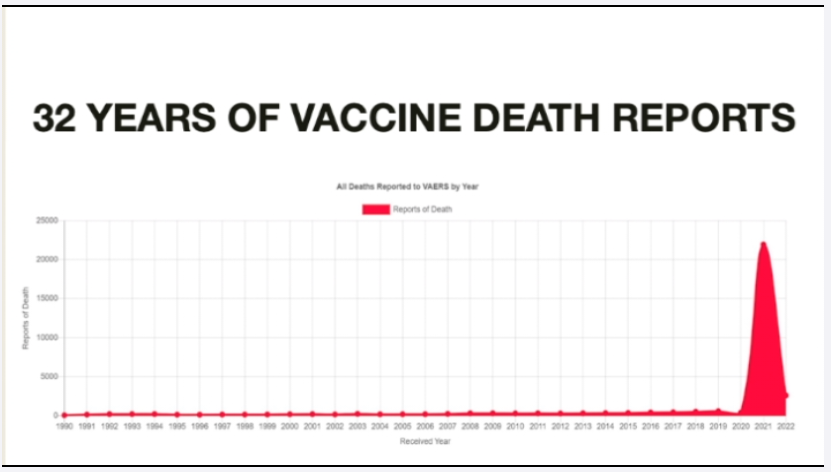 32 YEARS OF VACCINE DEATH REPORTS
All Deaths Reported to VAERS by Year
Reports of Death
25000
20000
15000
10000
5000
0
Reports of Death
1990 1991 1992 1993 1994 1995 1996 1997 1998 1999 2000 2001 2002 2003 2004 2005 2006 2007 2008 2009 2010 2011 2012 2013 2014 2015 2016 2017 2018 2019 2020 2021 2022
Received Year